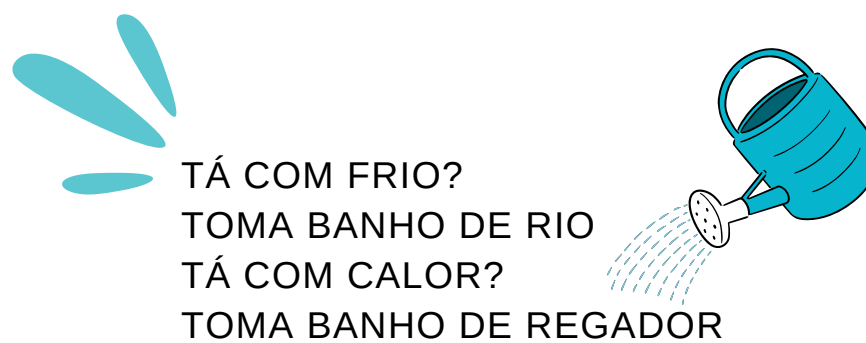 TÁ COM FRIO?
TOMA BANHO DE RIO
TÁ COM CALOR?
TOMA BANHO DE REGADOR